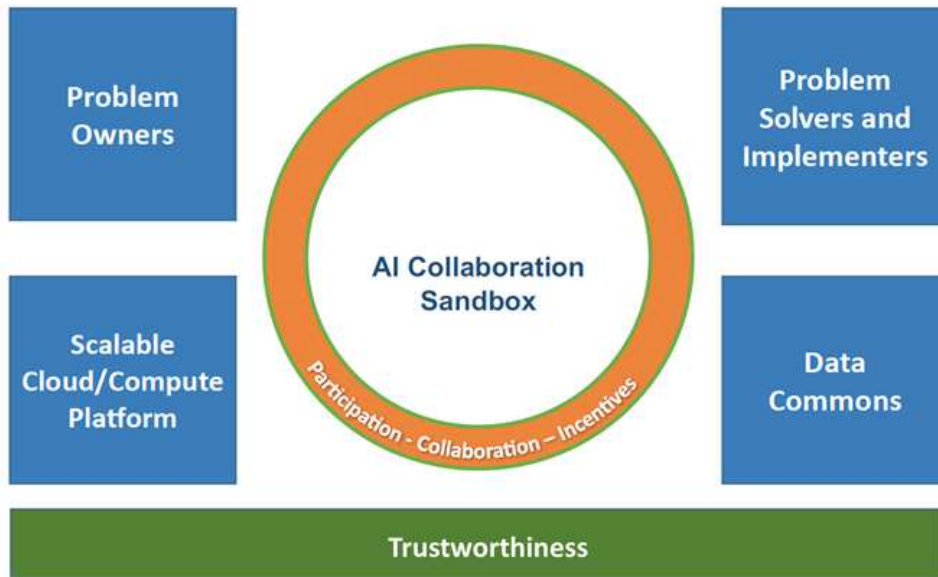 Problem
Owners
Problem
Solvers and
Implementers
AI Collaboration
Sandbox
Scalable
Cloud/Compute
Platform
Data
Commons
Participation - Collaboration – Incentives
Trustworthiness